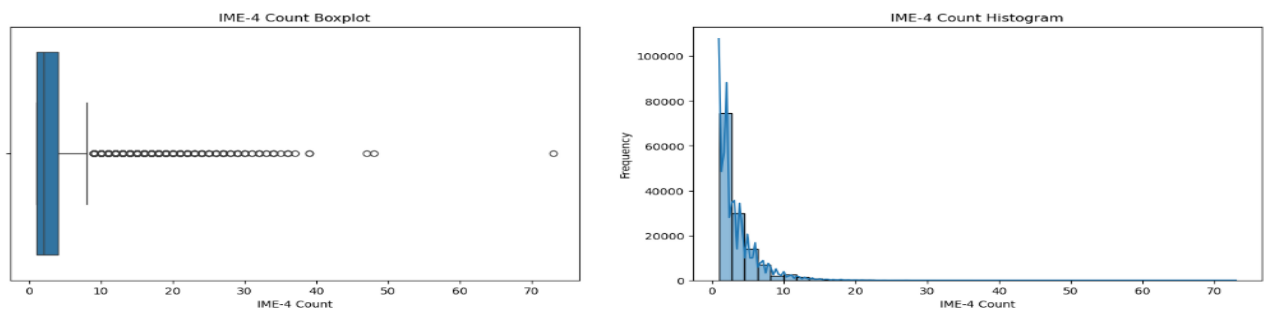 IME-4 Count Boxplot
0 10 20 30 40 50 60 70
IME-4 Count
IME-4 Count Histogram
100000
80000
60000
40000
20000
0
Frequency
0 10 20 30 40 50 60 70
IME-4 Count